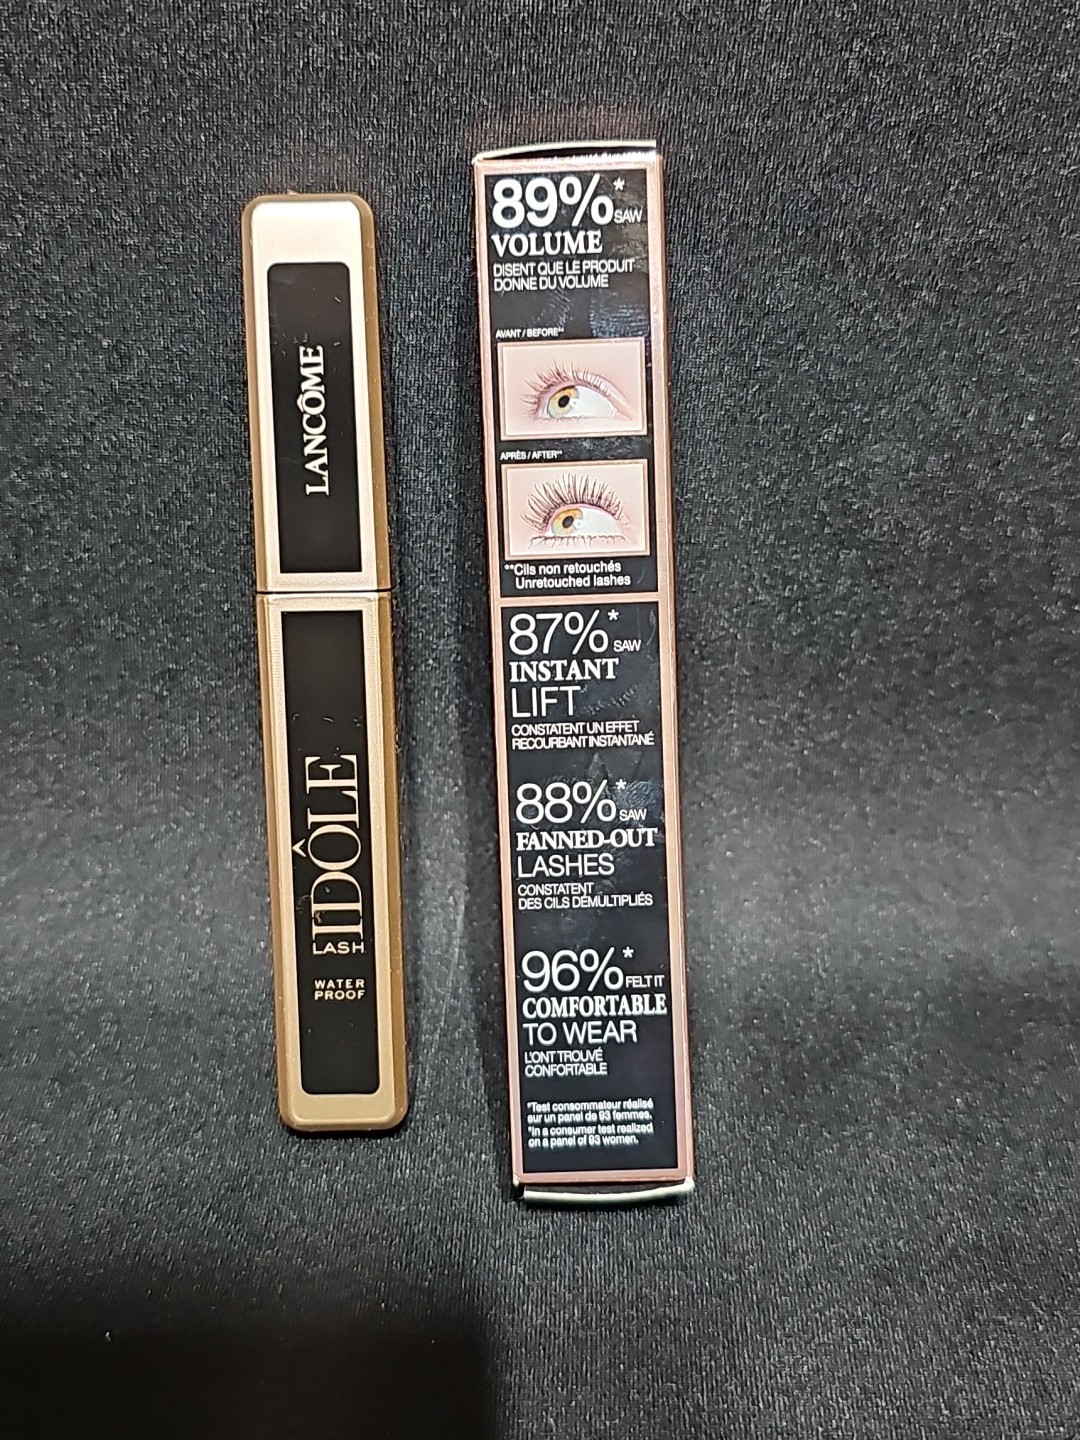 LANCÔME
LASH
IDÔLE
WATER
PROOF
89%* SAW
VOLUME
DISENT QUE LE PRODUIT
DONNE DU VOLUME
AVANT / BEFORE**
APRÈS / AFTER**
**Cils non retouchés
Unretouched lashes
87%* SAW
INSTANT
LIFT
CONSTATENT UN EFFET
RECOURBANT INSTANTANÉ
88%* SAW
FANNED-OUT
LASHES
CONSTATENT
DES CILS DÉMULTIPLIÉS
96%* FELT IT
COMFORTABLE
TO WEAR
L'ONT TROUVÉ
CONFORTABLE
*Test consommateur réalisé
sur un panel de 93 femmes.
*In a consumer test realized
on a panel of 93 women.